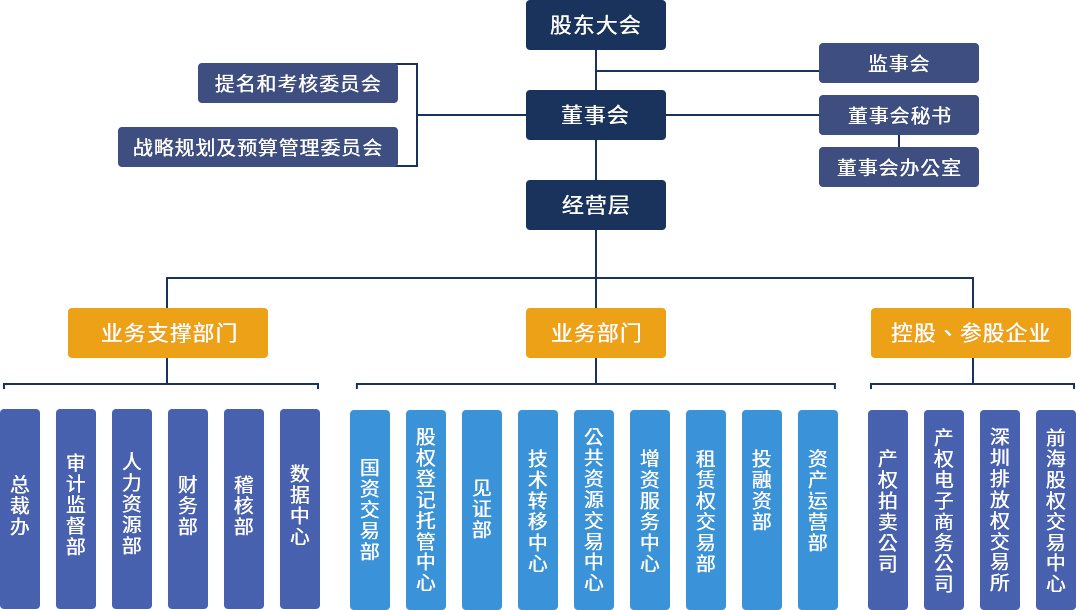 股东大会
监事会
提名和考核委员会
董事会
董事会秘书
战略规划及预算管理委员会
董事会办公室
经营层
业务支撑部门
业务部门
控股、参股企业
总裁办
审计监督部
人力资源部
财务部
稽核部
数据中心
国资交易部
股权登记托管中心
见证部
技术转移中心
公共资源交易中心
增资服务中心
租赁权交易部
投融资部
资产运营部
产权拍卖公司
产权电子商务公司
深圳排放权交易所
前海股权交易中心